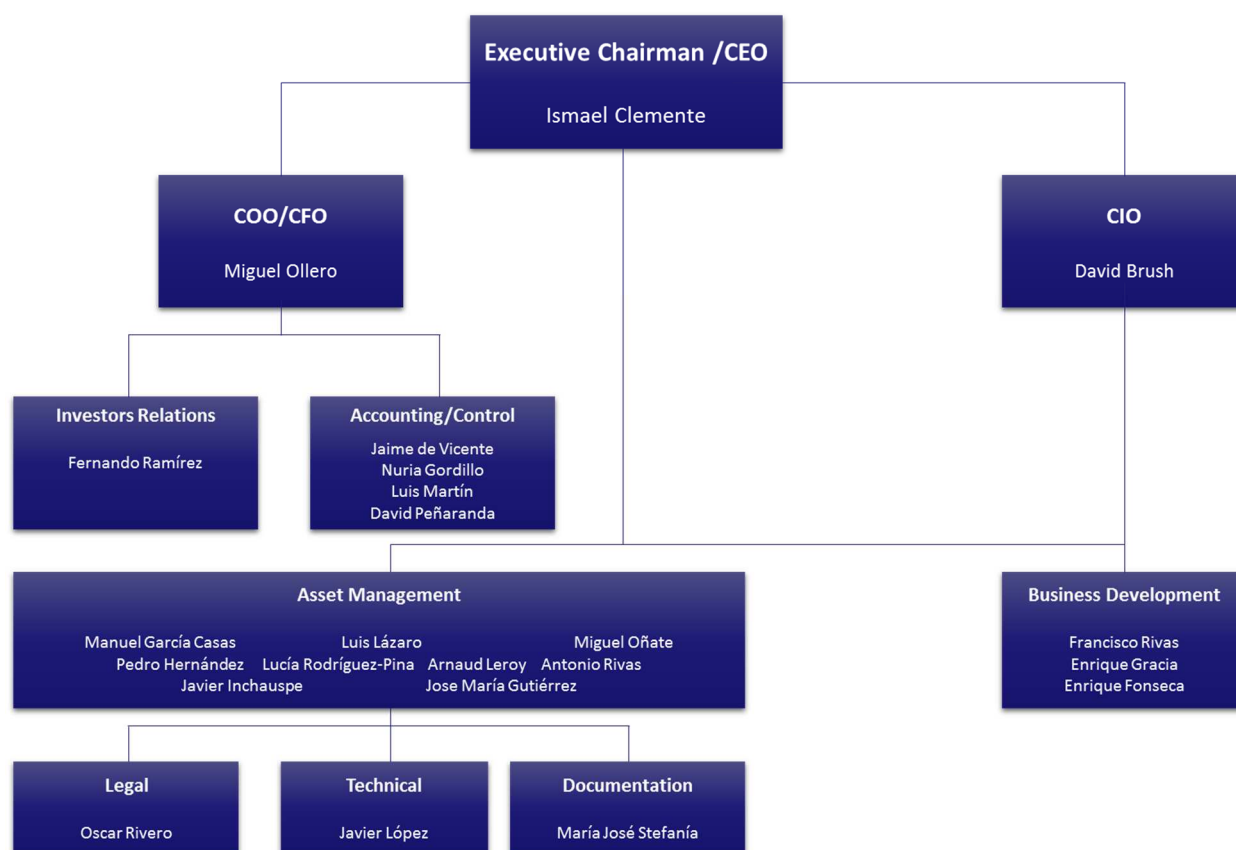 Executive Chairman /CEO
Ismael Clemente
COO/CFO
Miguel Ollero
CIO
David Brush
Investors Relations
Fernando Ramírez
Accounting/Control
Jaime de Vicente
Nuria Gordillo
Luis Martín
David Peñaranda
Asset Management
Manuel García Casas Luis Lázaro Miguel Oñate
Pedro Hernández Lucía Rodríguez-Pina Arnaud Leroy Antonio Rivas
Javier Inchauspe Jose María Gutiérrez
Business Development
Francisco Rivas
Enrique Gracia
Enrique Fonseca
Legal
Oscar Rivero
Technical
Javier López
Documentation
María José Stefanía